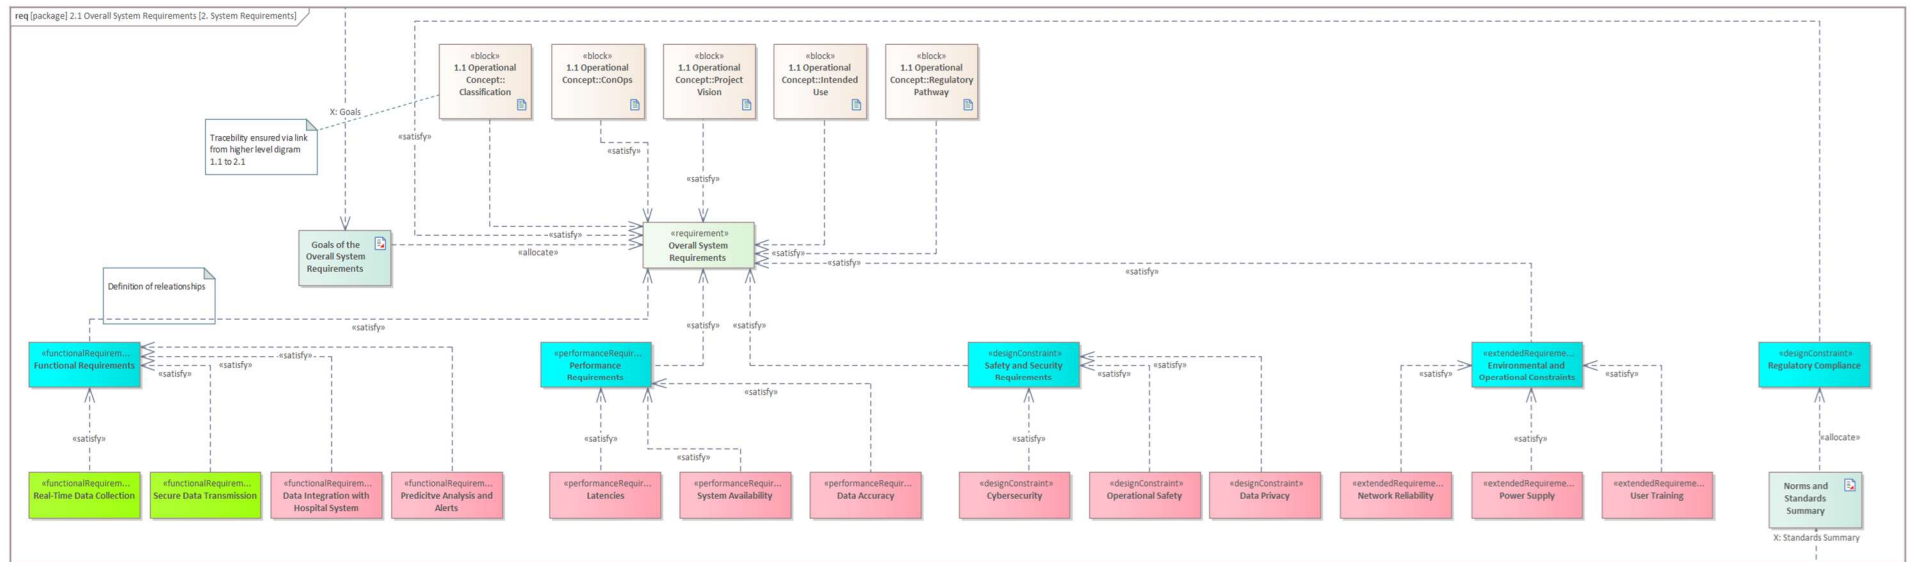 req [package] 2.1 Overall System Requirements [2. System Requirements]
«satisfy»
«block»
1.1 Operational
Concept::
Classification
«block»
1.1 Operational
Concept::ConOps
«block»
1.1 Operational
Concept::Project
Vision
«block»
1.1 Operational
Concept::Intended
Use
«block»
1.1 Operational
Concept::Regulatory
Pathway
X: Goals
Tracebility ensured via link
from higher level digram
1.1 to 2.1
«satisfy»
«satisfy»
«satisfy»
Goals of the
Overall System
Requirements
«requirement»
Overall System
Requirements
«satisfy»
«allocate»
«satisfy»
«satisfy»
«satisfy»
Definition of releationships
«satisfy»
«satisfy»
«satisfy»
«functionalRequirem...
Functional Requirements
«satisfy»
«satisfy»
«satisfy»
«performanceRequir...
Performance
Requirements
«satisfy»
«designConstraint»
Safety and Security
Requirements
«satisfy»
«satisfy»
«satisfy»
«extendedRequireme...
Environmental and
Operational Constraints
«satisfy»
«designConstraint»
Regulatory Compliance
«satisfy»
«satisfy»
«satisfy»
«satisfy»
«satisfy»
«allocate»
«functionalRequirem...
Real-Time Data Collection
«functionalRequirem...
Secure Data Transmission
«functionalRequirem...
Data Integration with
Hospital System
«functionalRequirem...
Predicitve Analysis and
Alerts
«performanceRequir...
Latencies
«performanceRequir...
System Availability
«performanceRequir...
Data Accuracy
«designConstraint»
Cybersecurity
«designConstraint»
Operational Safety
«designConstraint»
Data Privacy
«extendedRequireme...
Network Reliability
«extendedRequireme...
Power Supply
«extendedRequireme...
User Training
Norms and
Standards
Summary
X: Standards Summary